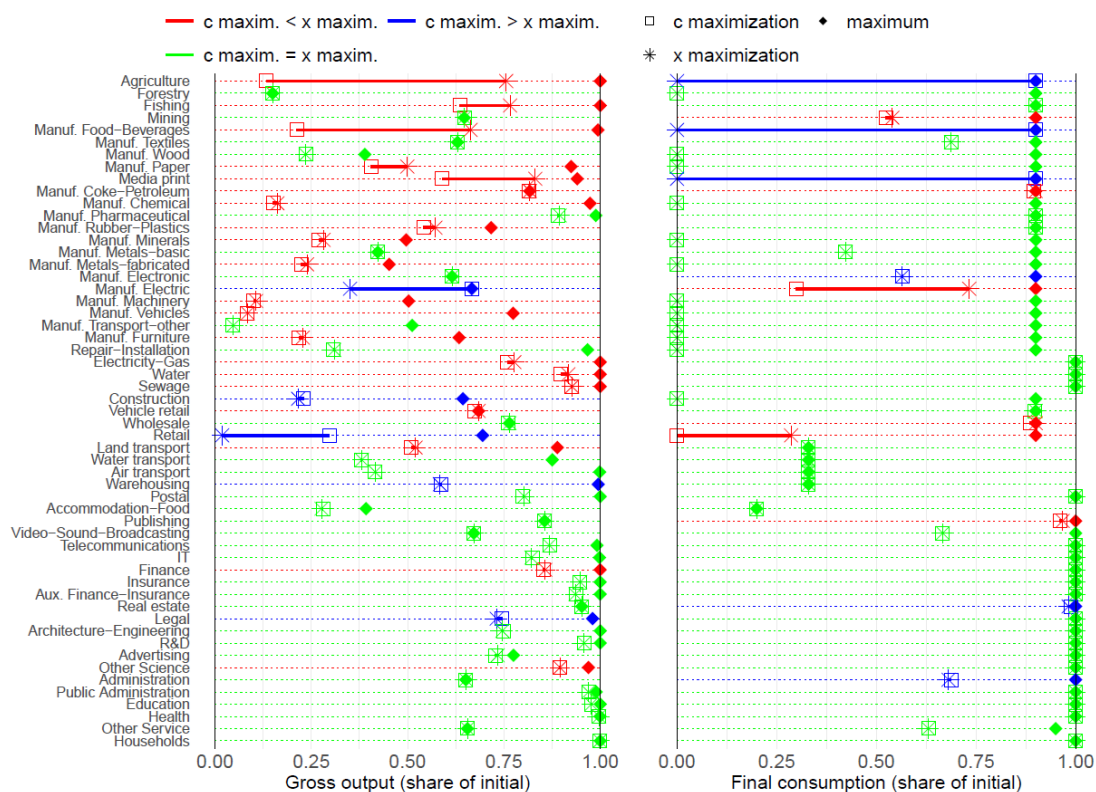 c maxim. < x maxim. c maxim. > x maxim. c maximization maximum
c maxim. = x maxim. x maximization
Agriculture
Forestry
Fishing
Mining
Manuf. Food−Beverages
Manuf. Textiles
Manuf. Wood
Manuf. Paper
Media print
Manuf. Coke−Petroleum
Manuf. Chemical
Manuf. Pharmaceutical
Manuf. Rubber−Plastics
Manuf. Minerals
Manuf. Metals−basic
Manuf. Metals−fabricated
Manuf. Electronic
Manuf. Electric
Manuf. Machinery
Manuf. Vehicles
Manuf. Transport−other
Manuf. Furniture
Repair−Installation
Electricity−Gas
Water
Sewage
Construction
Vehicle retail
Wholesale
Retail
Land transport
Water transport
Air transport
Warehousing
Postal
Accommodation−Food
Publishing
Video−Sound−Broadcasting
Telecommunications
IT
Finance
Insurance
Aux. Finance−Insurance
Real estate
Legal
Architecture−Engineering
R&D
Advertising
Other Science
Administration
Public Administration
Education
Health
Other Service
Households
0.00 0.25 0.50 0.75 1.00 0.00 0.25 0.50 0.75 1.00
Gross output (share of initial) Final consumption (share of initial)